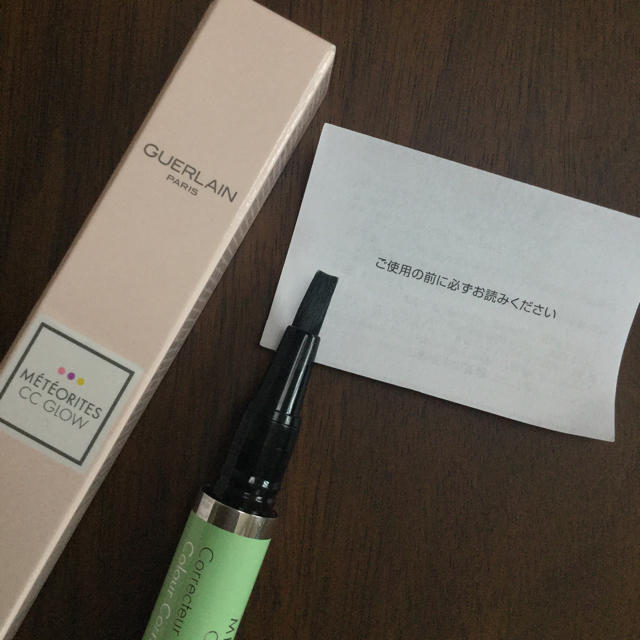 GUERLAIN
PARIS
MÉTÉORITES
CC GLOW
ご使用の前に必ずお読みください
Correcteur
Colour